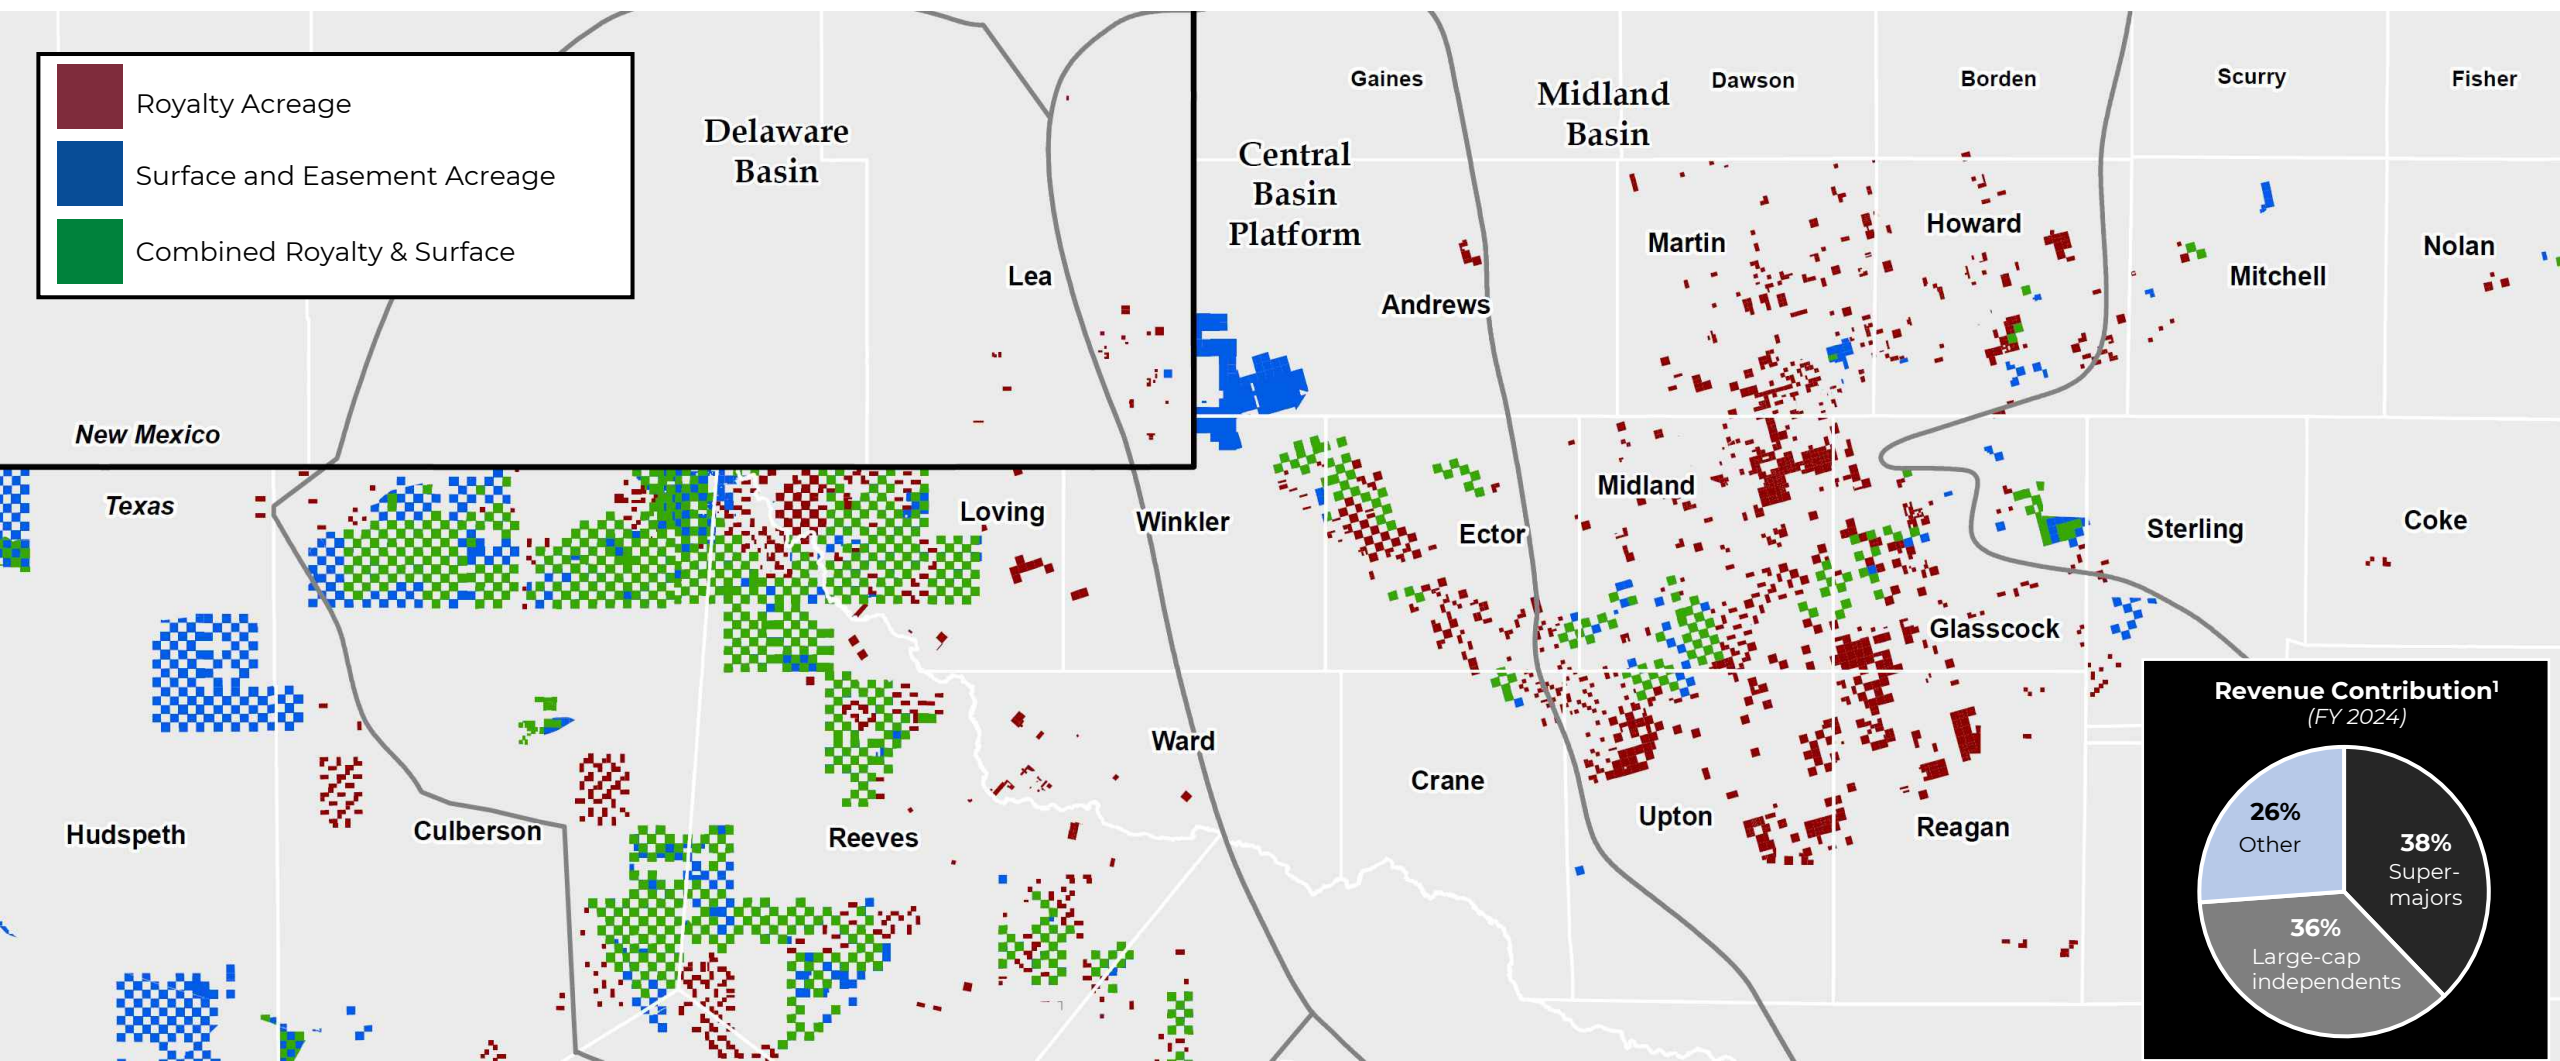 Royalty Acreage
Surface and Easement Acreage
Combined Royalty & Surface
Delaware
Basin
Central
Basin
Platform
Midland
Basin
Gaines
Dawson
Borden
Scurry
Fisher
Lea
Andrews
Martin
Howard
Mitchell
Nolan
New Mexico
Texas
Loving
Winkler
Ector
Midland
Glasscock
Sterling
Coke
Hudspeth
Culberson
Reeves
Ward
Crane
Upton
Reagan
Revenue Contribution¹
(FY 2024)
26%
Other
38%
Super-
majors
36%
Large-cap
independents